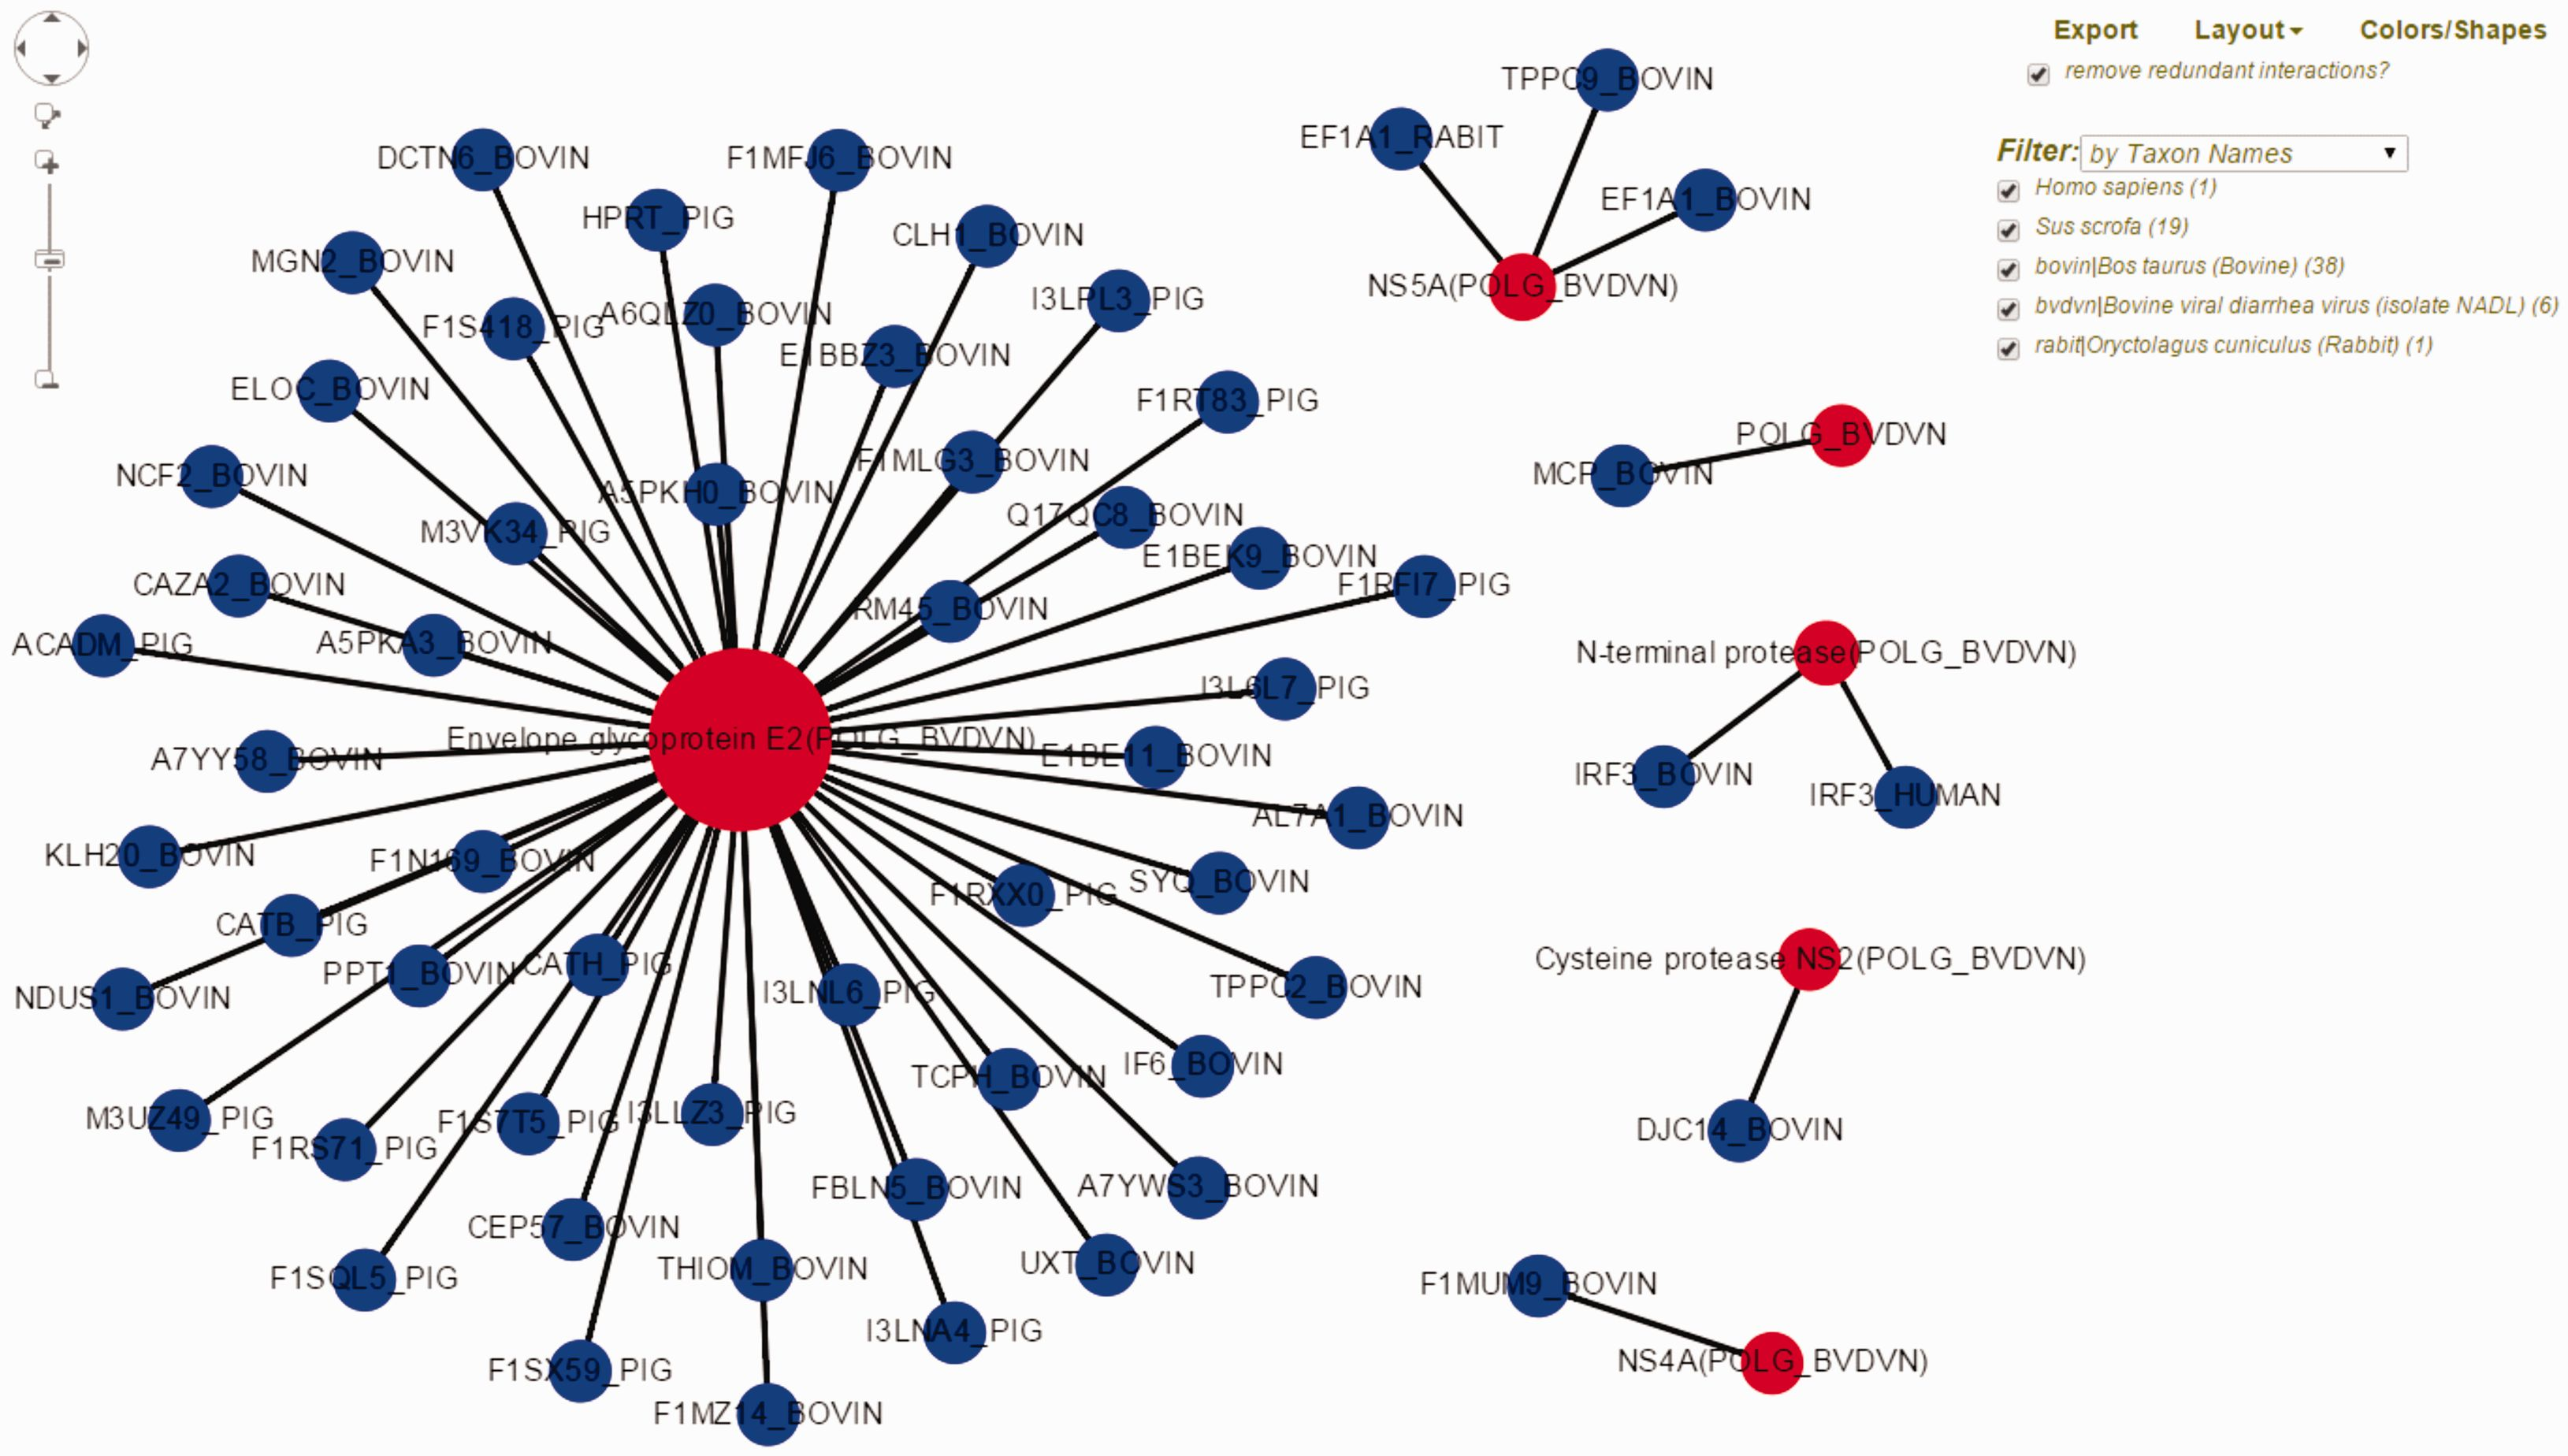 Export Layout Colors/Shapes
remove redundant interactions?
Filter: by Taxon Names
Homo sapiens (1)
Sus scrofa (19)
bovin|Bos taurus (Bovine) (38)
bvdvn|Bovine viral diarrhea virus (isolate NADL) (6)
rabit|Oryctolagus cuniculus (Rabbit) (1)
TPPC9_BOVIN
EF1A1_RABIT
DCTN6_BOVIN
F1MFJ6_BOVIN
EF1A1_BOVIN
HPRT_PIG
CLH1_BOVIN
MGN2_BOVIN
NS5A(POLG_BVDVN)
I3LPL3_PIG
A6QLZ0_BOVIN
F1S418_PIG
E1BBZ3_BOVIN
ELOC_BOVIN
F1RT83_PIG
POLG_BVDVN
F1MLG3_BOVIN
MCP_BOVIN
NCF2_BOVIN
A5PKH0_BOVIN
Q17QC8_BOVIN
M3VK34_PIG
E1BEK9_BOVIN
CAZA2_BOVIN
F1RFI7_PIG
RM45_BOVIN
ACADM_PIG
A5PKA3_BOVIN
N-terminal protease(POLG_BVDVN)
I3L6L7_PIG
Envelope glycoprotein E2(POLG_BVDVN)
E1BE11_BOVIN
A7YY58_BOVIN
IRF3_BOVIN
IRF3_HUMAN
AL7A1_BOVIN
KLH20_BOVIN
F1N169_BOVIN
SYQ_BOVIN
F1RXX0_PIG
CATB_PIG
Cysteine protease NS2(POLG_BVDVN)
CATH_PIG
PPT1_BOVIN
TPPC2_BOVIN
I3LNL6_PIG
NDUS1_BOVIN
IF6_BOVIN
TCPH_BOVIN
I3LLZ3_PIG
M3UZ49_PIG
F1S7T5_PIG
DJC14_BOVIN
F1RS71_PIG
A7YWS3_BOVIN
FBLN5_BOVIN
CEP57_BOVIN
UXT_BOVIN
THIOM_BOVIN
F1SQL5_PIG
F1MUM9_BOVIN
I3LNA4_PIG
NS4A(POLG_BVDVN)
F1SX59_PIG
F1MZ14_BOVIN